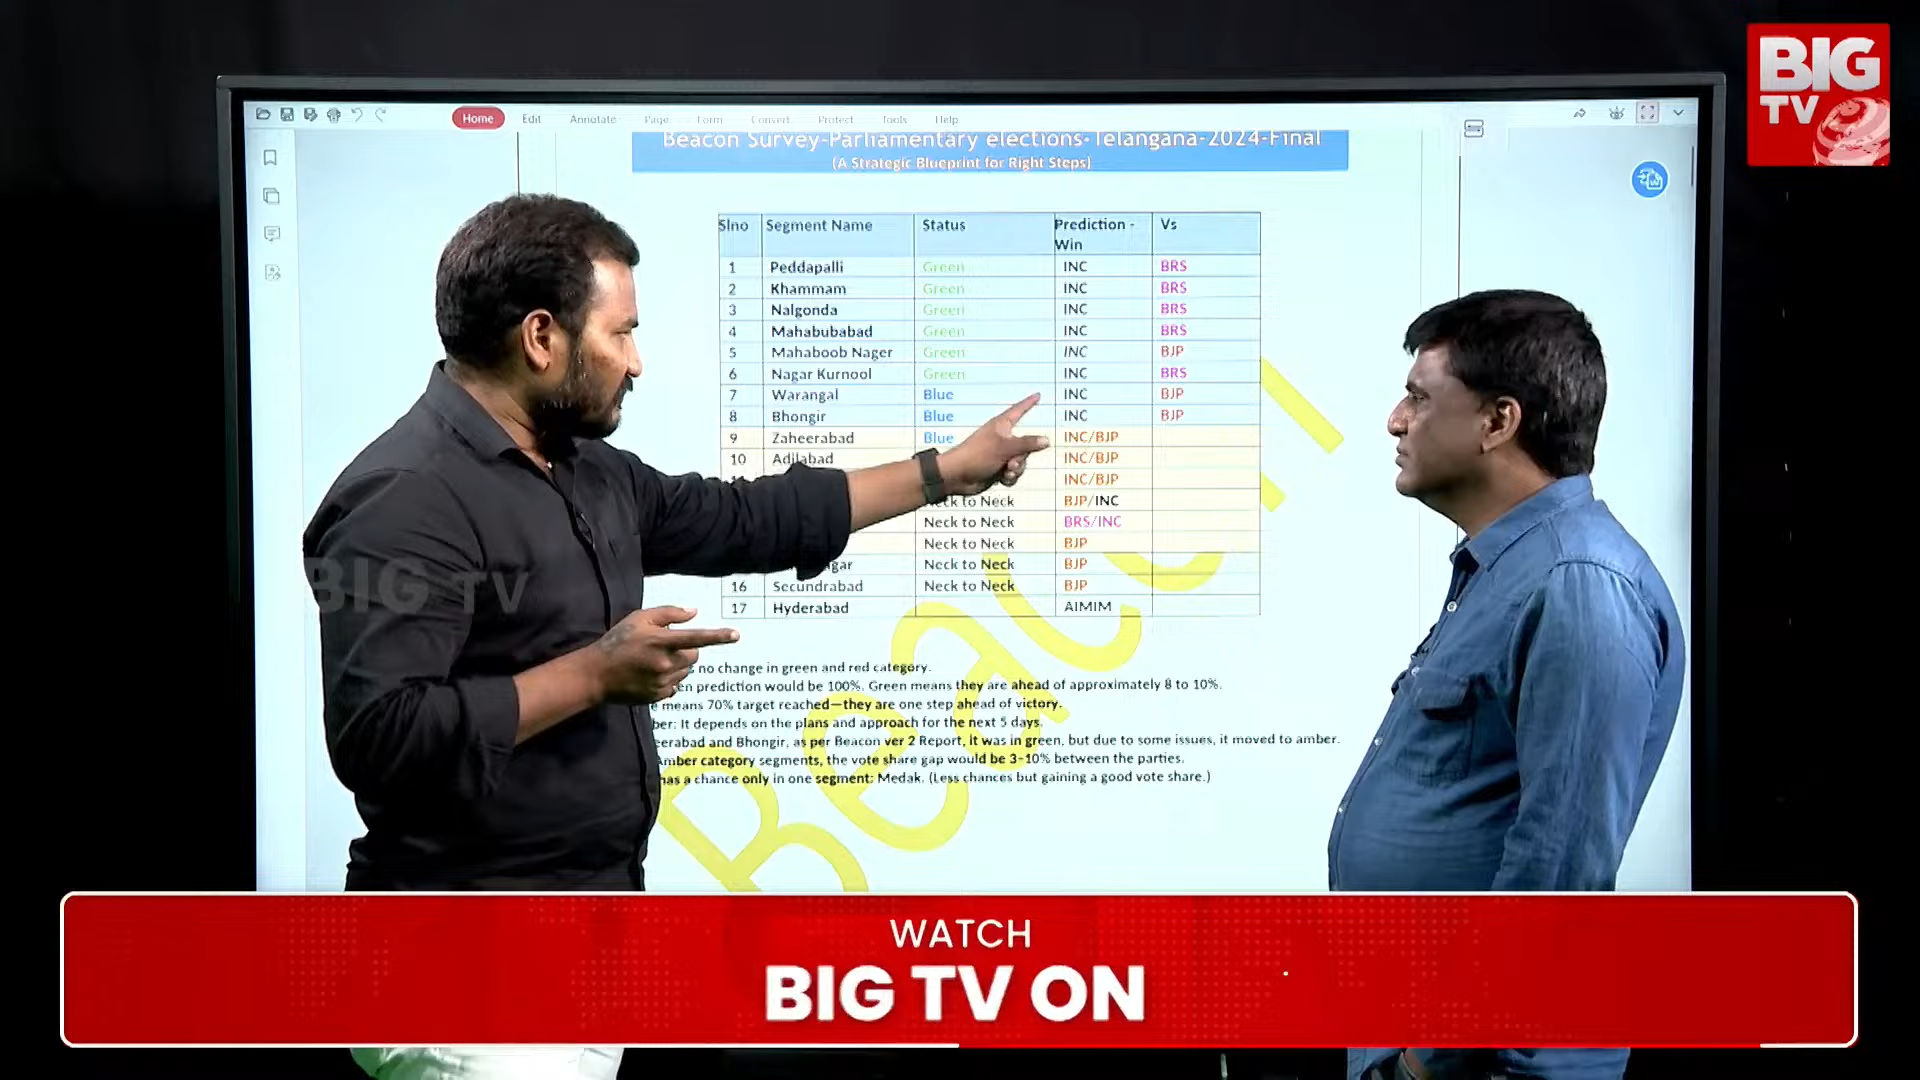 BIG
TV
Home Edit Annotate Page Form Convert Protect Tools Help
Beacon Survey-Parliamentary elections-Telangana-2024-Final
(A Strategic Blueprint for Right Steps)
Slno Segment Name Status Prediction - Win Vs
1 Peddapalli Green INC BRS
2 Khammam Green INC BRS
3 Nalgonda Green INC BRS
4 Mahabubabad Green INC BRS
5 Mahaboob Nager Green INC BJP
6 Nagar Kurnool Green INC BRS
7 Warangal Blue INC BJP
8 Bhongir Blue INC BJP
9 Zaheerabad Blue INC/BJP
10 Adilabad INC/BJP
INC/BJP
Neck to Neck BJP/INC
Neck to Neck BRS/INC
Neck to Neck BJP
gar Neck to Neck BJP
16 Secundrabad Neck to Neck BJP
17 Hyderabad AIMIM
no change in green and red category.
en prediction would be 100%. Green means they are ahead of approximately 8 to 10%.
e means 70% target reached—they are one step ahead of victory.
ber: It depends on the plans and approach for the next 5 days.
eerabad and Bhongir, as per Beacon ver 2 Report, it was in green, but due to some issues, it moved to amber.
Amber category segments, the vote share gap would be 3-10% between the parties.
has a chance only in one segment: Medak. (Less chances but gaining a good vote share.)
Beacon
BIG TV
WATCH
BIG TV ON